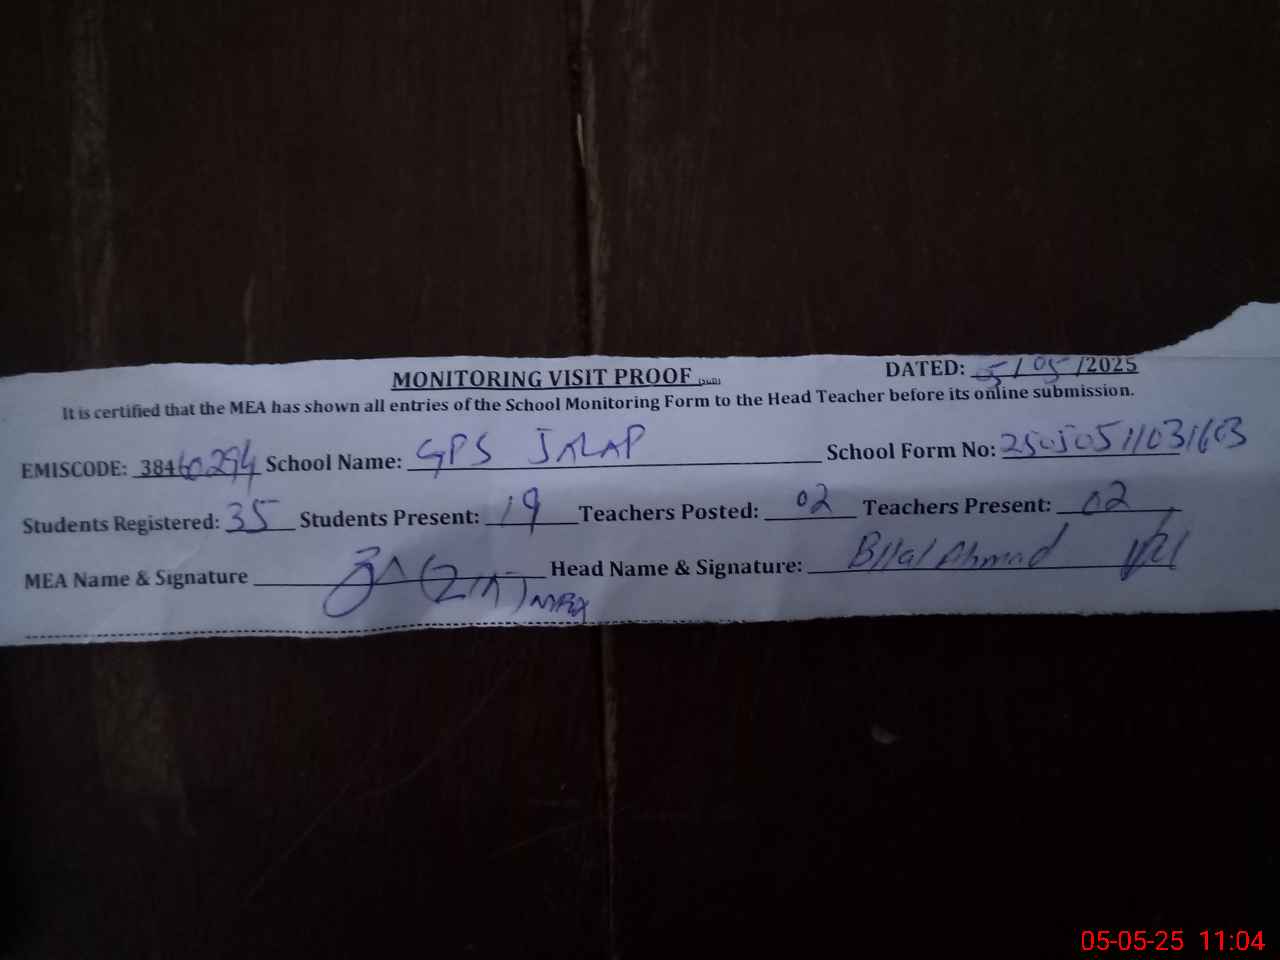 MONITORING VISIT PROOF
DATED: 5/05/2025
It is certified that the MEA has shown all entries of the School Monitoring Form to the Head Teacher before its online submission.
EMISCODE: 38460294 School Name: GPS JALAP School Form No: 25050511031603
Students Registered: 35 Students Present: 19 Teachers Posted: 02 Teachers Present: 02
MEA Name & Signature Head Name & Signature: Bilal Ahmad
05-05-25 11:04